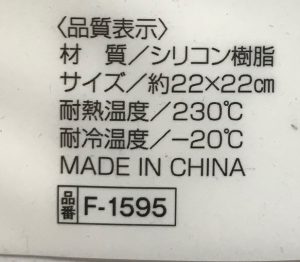 〈品質表示〉
材　質／シリコン樹脂
サイズ／約22×22cm
耐熱温度／230℃
耐冷温度／−20℃
MADE IN CHINA
品番 F-1595